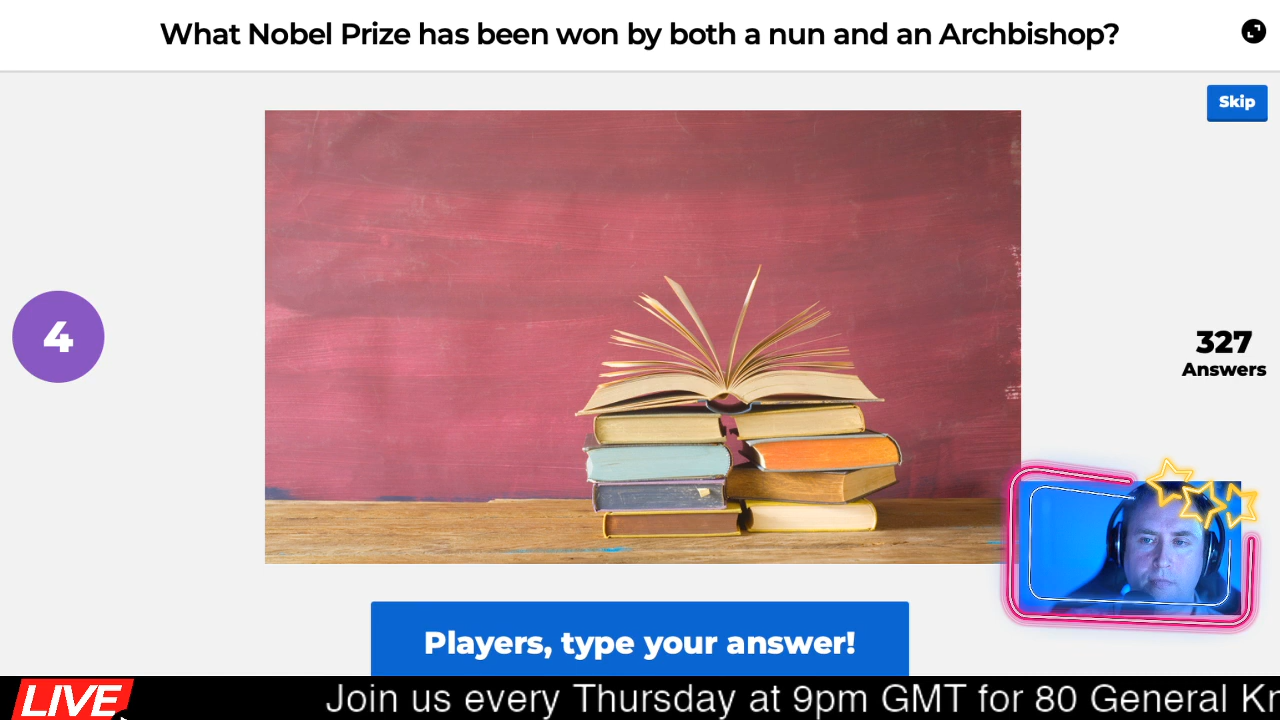 What Nobel Prize has been won by both a nun and an Archbishop?
Skip
4
327
Answers
Players, type your answer!
LIVE
Join us every Thursday at 9pm GMT for 80 General Kn